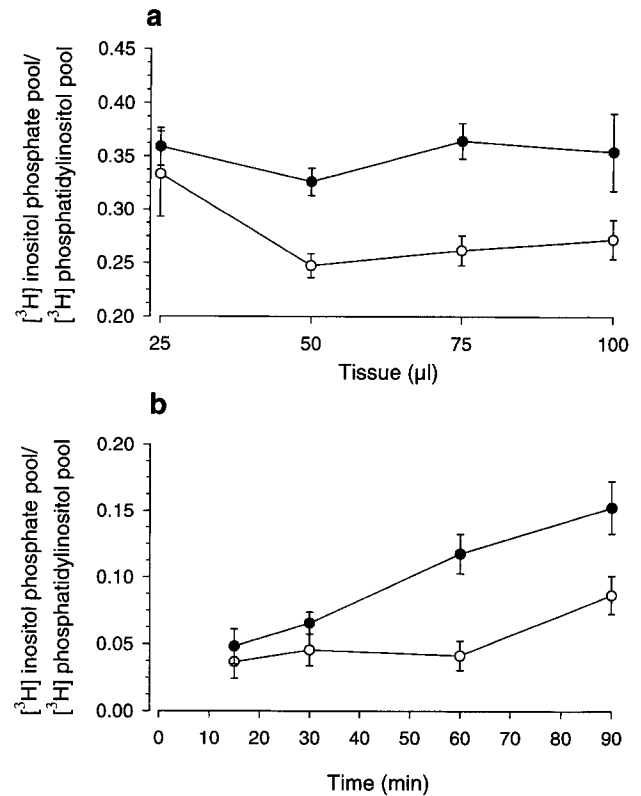 a
[³H] inositol phosphate pool/
[³H] phosphatidylinositol pool
0.45
0.40
0.35
0.30
0.25
0.20
25 50 75 100
Tissue (µl)
b
[³H] inositol phosphate pool/
[³H] phosphatidylinositol pool
0.20
0.15
0.10
0.05
0.00
0 10 20 30 40 50 60 70 80 90
Time (min)